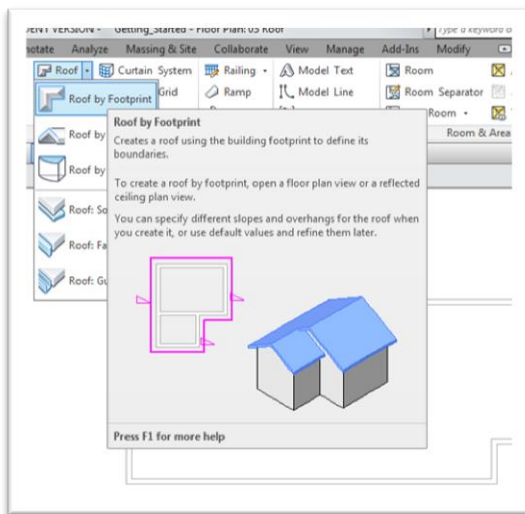 DENT VERSION - Getting_Started - Floor Plan: 03 Roof
Type a keyword
notate Analyze Massing & Site Collaborate View Manage Add-Ins Modify
Roof Curtain System Railing Model Text Room
Roof by Footprint Grid Ramp Model Line Room Separator
Roof by Room
Room & Area
Roof by
Roof: So
Roof: Fa
Roof: Gu
Roof by Footprint
Creates a roof using the building footprint to define its
boundaries.
To create a roof by footprint, open a floor plan view or a reflected
ceiling plan view.
You can specify different slopes and overhangs for the roof when
you create it, or use default values and refine them later.
Press F1 for more help